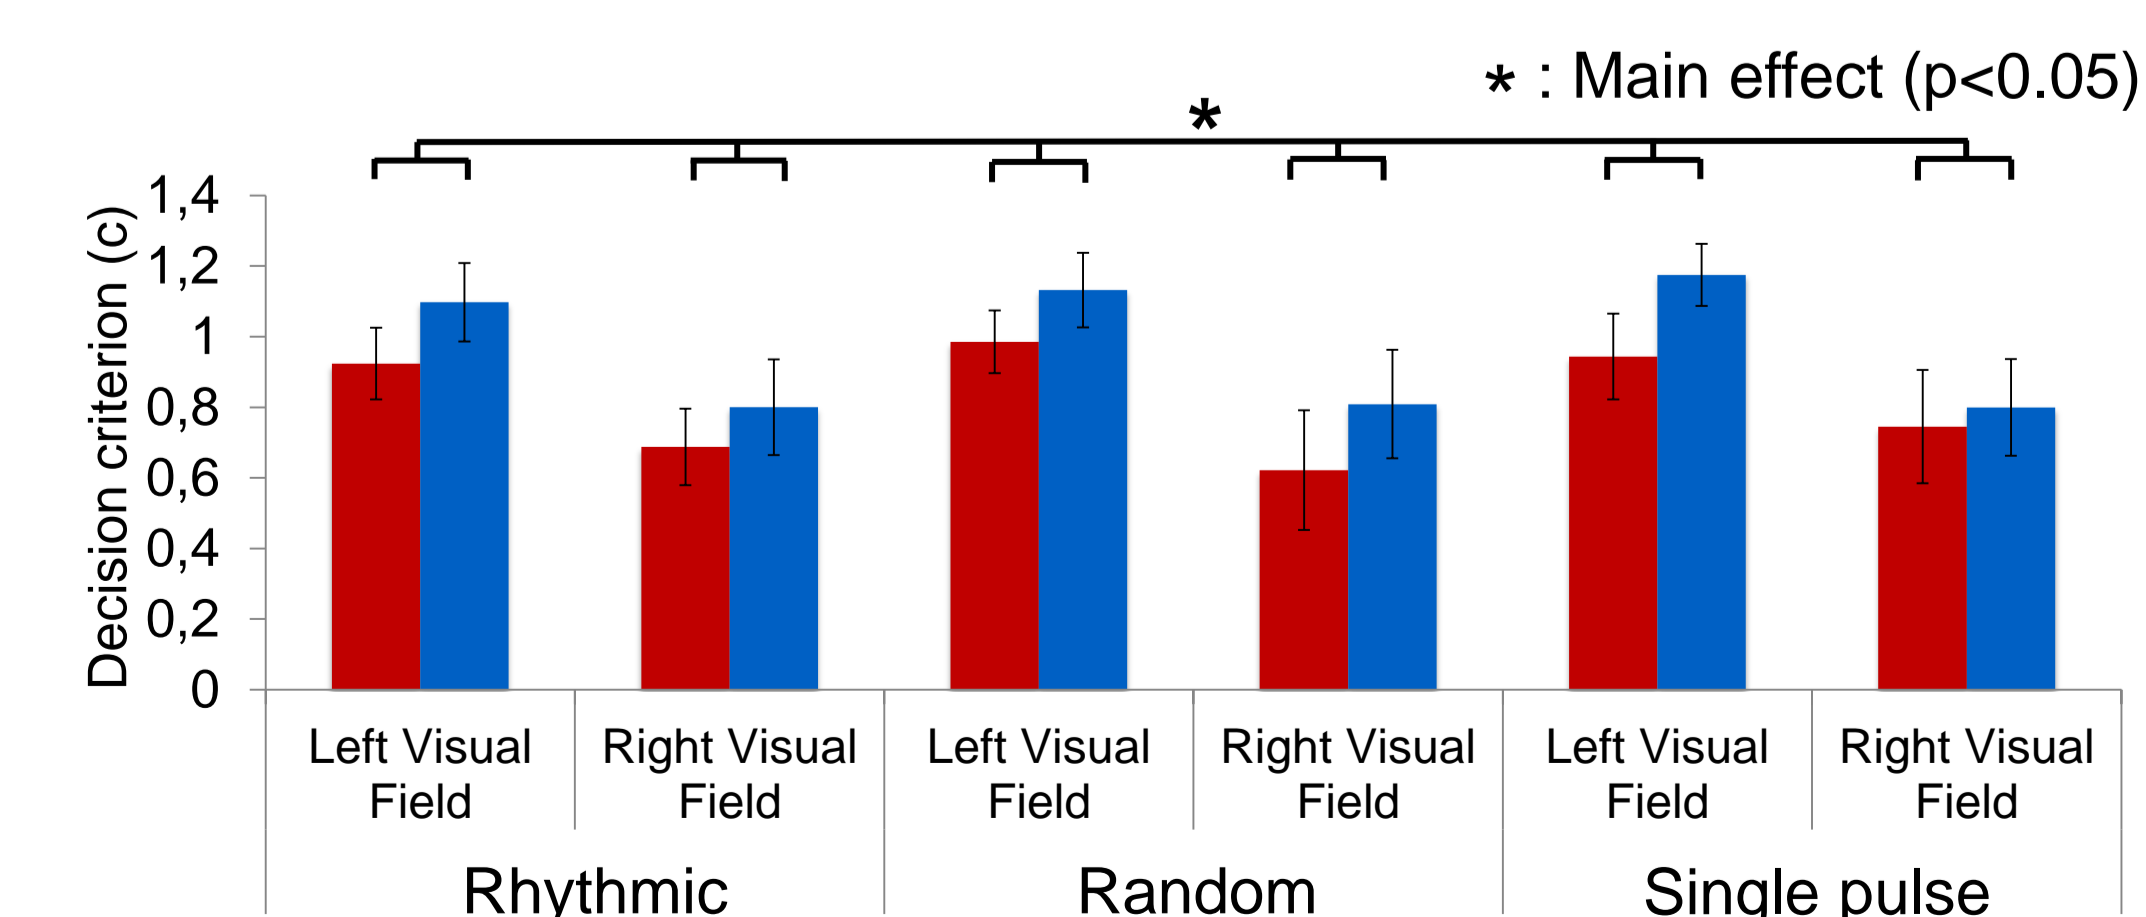 * : Main effect (p<0.05)
*
Decision criterion (c)
1,4
1,2
1
0,8
0,6
0,4
0,2
0
Left Visual
Field
Right Visual
Field
Left Visual
Field
Right Visual
Field
Left Visual
Field
Right Visual
Field
Rhythmic
Random
Single pulse